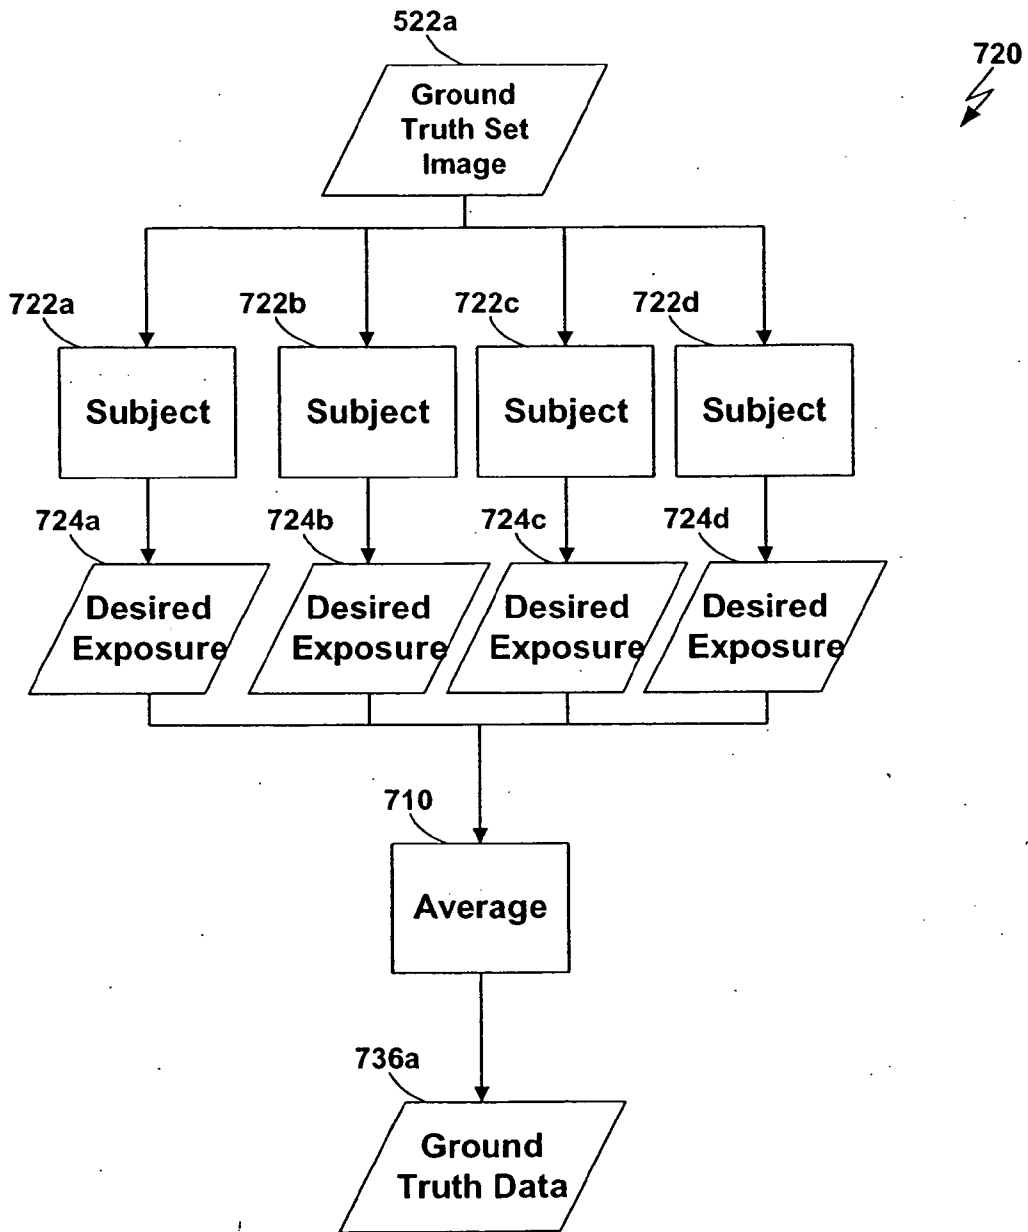 522a
720
Ground
Truth Set
Image
722a
722b
722c
722d
Subject
Subject
Subject
Subject
724a
724b
724c
724d
Desired
Exposure
Desired
Exposure
Desired
Exposure
Desired
Exposure
710
Average
736a
Ground
Truth Data